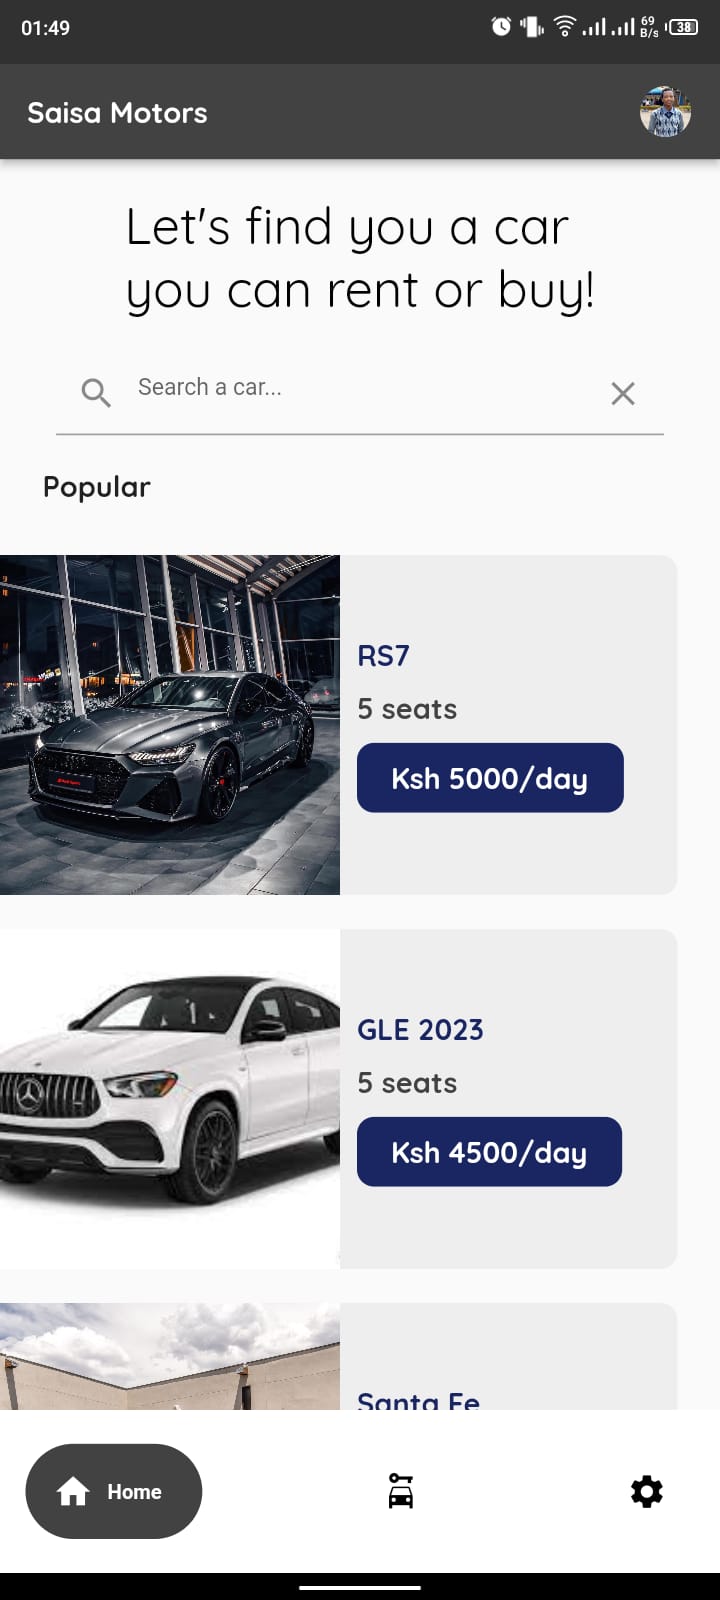 01:49
69
B/s
38
Saisa Motors
Let's find you a car
you can rent or buy!
Search a car...
Popular
RS7
5 seats
Ksh 5000/day
GLE 2023
5 seats
Ksh 4500/day
Santa Fe
Home